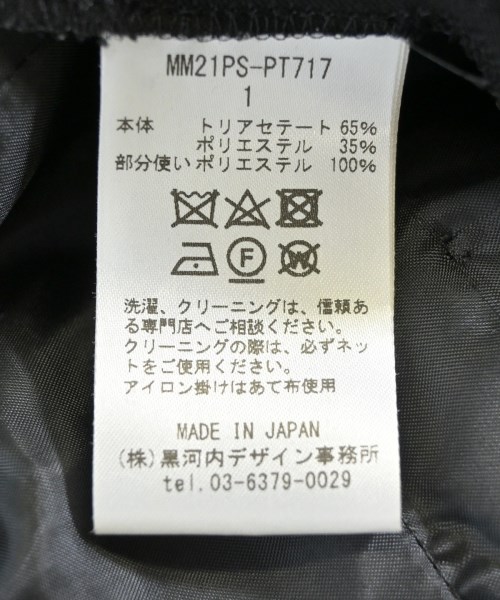 MM21PS-PT717
1
本体 トリアセテート 65%
ポリエステル 35%
部分使い ポリエステル 100%
F W
洗濯、クリーニングは、信頼あ
る専門店へご相談ください。
クリーニングの際は、必ずネッ
トをご使用ください。
アイロン掛けはあて布使用
MADE IN JAPAN
(株)黒河内デザイン事務所
tel.03-6379-0029